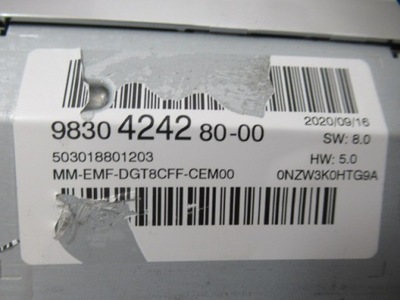 2020/09/16
9830 4242 80-00
SW: 8.0
503018801203
HW: 5.0
MM-EMF-DGT8CFF-CEM00 0NZW3K0HTG9A